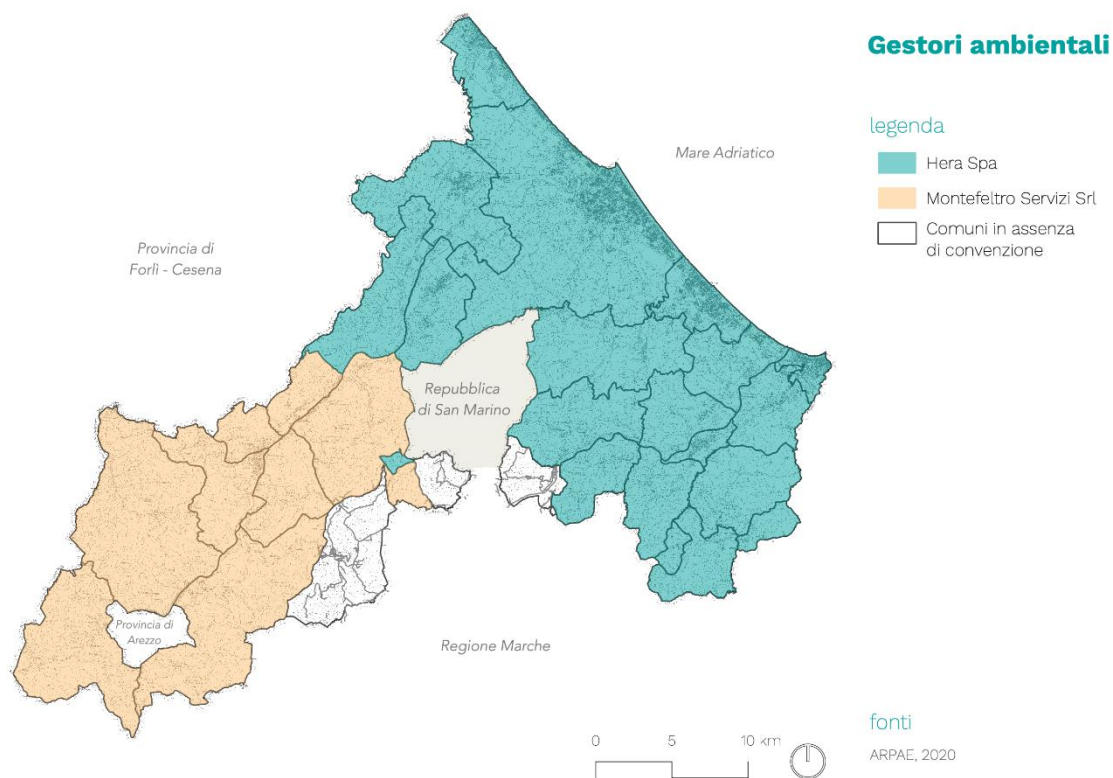 Gestori ambientali
legenda
Hera Spa
Montefeltro Servizi Srl
Comuni in assenza
di convenzione
Mare Adriatico
Provincia di
Forlì - Cesena
Repubblica
di San Marino
Provincia di
Arezzo
Regione Marche
0 5 10 km
fonti
ARPAE, 2020